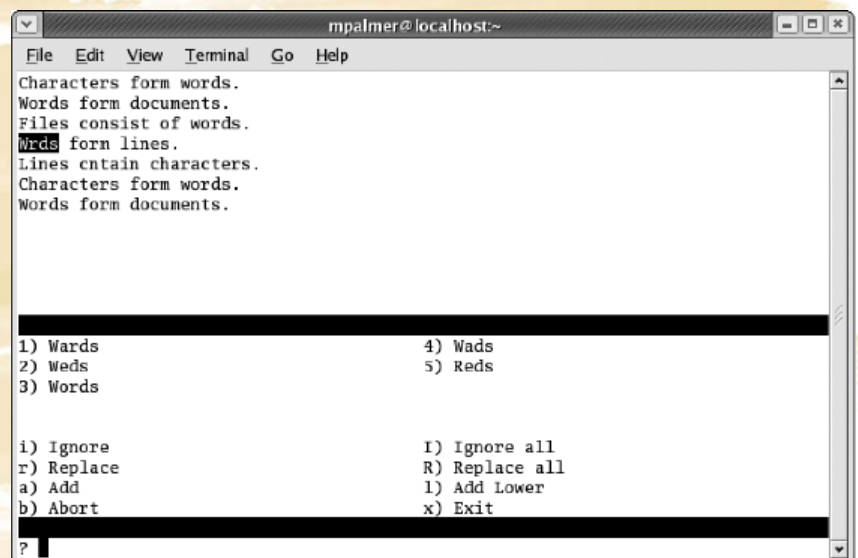 mpalmer@localhost:~
File Edit View Terminal Go Help
Characters form words.
Words form documents.
Files consist of words.
Wrds form lines.
Lines cntain characters.
Characters form words.
Words form documents.
1) Wards 4) Wads
2) Weds 5) Reds
3) Words
i) Ignore I) Ignore all
r) Replace R) Replace all
a) Add l) Add Lower
b) Abort x) Exit
?